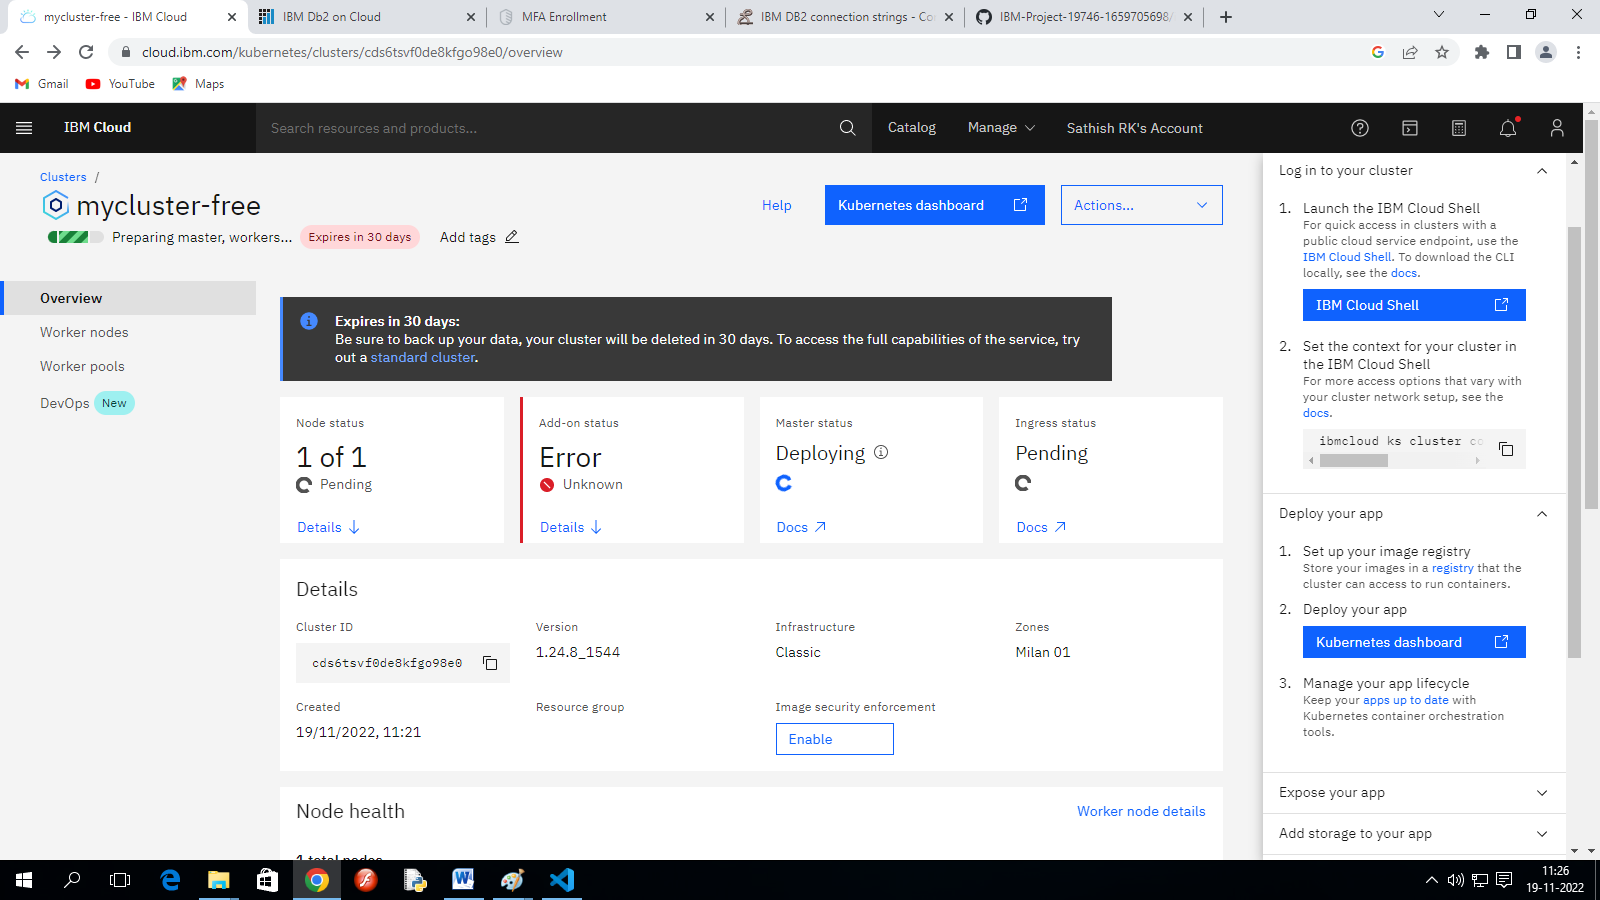 mycluster-free - IBM Cloud
IBM Db2 on Cloud
MFA Enrollment
IBM DB2 connection strings - Co
IBM-Project-19746-1659705698/
cloud.ibm.com/kubernetes/clusters/cds6tsvf0de8kfgo98e0/overview
Gmail
YouTube
Maps
IBM Cloud
Search resources and products...
Catalog
Manage
Sathish RK's Account
Clusters /
mycluster-free
Preparing master, workers...
Expires in 30 days
Add tags
Help
Kubernetes dashboard
Actions...
Overview
Worker nodes
Worker pools
DevOps New
Expires in 30 days:
Be sure to back up your data, your cluster will be deleted in 30 days. To access the full capabilities of the service, try
out a standard cluster.
Node status
1 of 1
Pending
Details
Add-on status
Error
Unknown
Details
Master status
Deploying
Docs
Ingress status
Pending
Docs
Details
Cluster ID
cds6tsvf0de8kfgo98e0
Version
1.24.8_1544
Infrastructure
Classic
Zones
Milan 01
Created
19/11/2022, 11:21
Resource group
Image security enforcement
Enable
Node health
Worker node details
1 total nodes
Log in to your cluster
1. Launch the IBM Cloud Shell
For quick access in clusters with a
public cloud service endpoint, use the
IBM Cloud Shell. To download the CLI
locally, see the docs.
IBM Cloud Shell
2. Set the context for your cluster in
the IBM Cloud Shell
For more access options that vary with
your cluster network setup, see the
docs.
ibmcloud ks cluster co
Deploy your app
1. Set up your image registry
Store your images in a registry that the
cluster can access to run containers.
2. Deploy your app
Kubernetes dashboard
3. Manage your app lifecycle
Keep your apps up to date with
Kubernetes container orchestration
tools.
Expose your app
Add storage to your app
11:26
19-11-2022